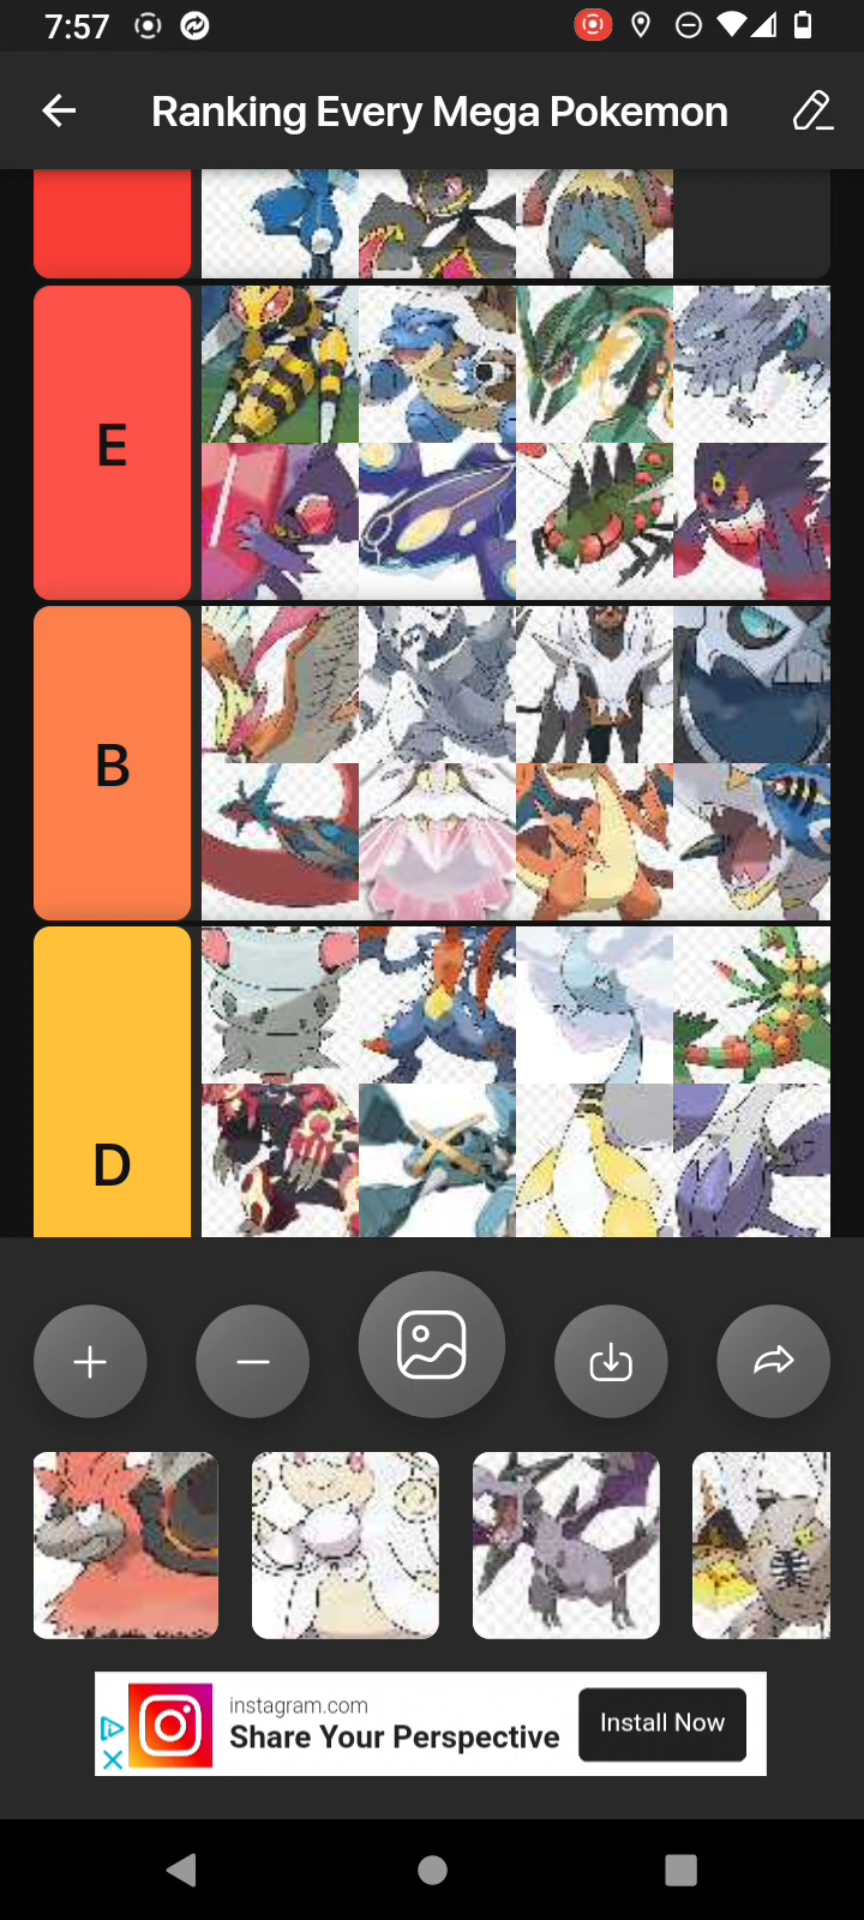 7:57
Ranking Every Mega Pokemon
E
B
D
instagram.com
Share Your Perspective
Install Now